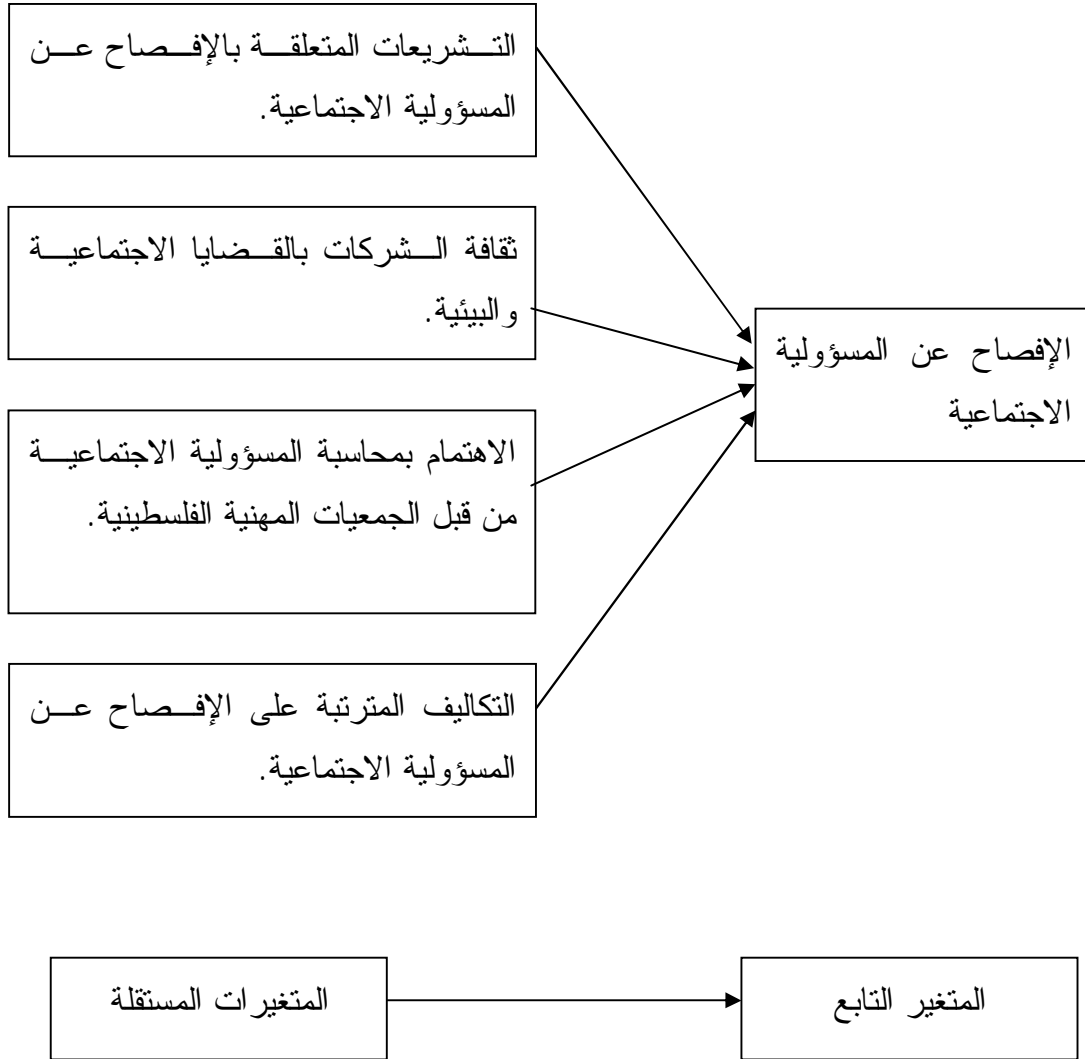 التشريعات المتعلقة بالإفصاح عن
المسؤولية الاجتماعية.
ثقافة الشركات بالقضايا الاجتماعية
والبيئية.
الإفصاح عن المسؤولية
الاجتماعية
الاهتمام بمحاسبة المسؤولية الاجتماعية
من قبل الجمعيات المهنية الفلسطينية.
التكاليف المترتبة على الإفصاح عن
المسؤولية الاجتماعية.
المتغيرات المستقلة
المتغير التابع